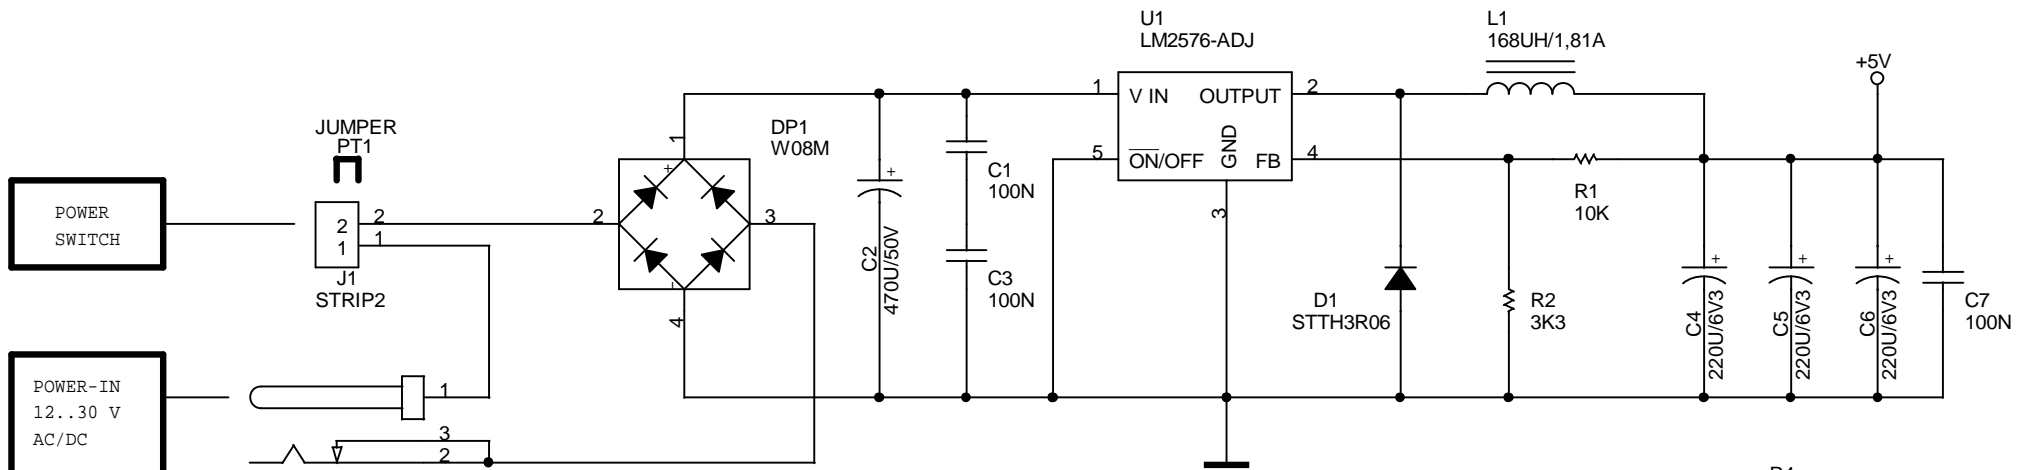 U1
LM2576-ADJ
L1
168UH/1,81A
+5V
1
V IN
OUTPUT
2
5
ON/OFF
GND
FB
4
3
JUMPER
PT1
DP1
W08M
1
+
2
3
-
4
POWER
SWITCH
2
2
1
1
J1
STRIP2
+
C2
470U/50V
C1
100N
C3
100N
R1
10K
D1
STTH3R06
R2
3K3
+
C4
220U/6V3
+
C5
220U/6V3
+
C6
220U/6V3
C7
100N
POWER-IN
12..30 V
AC/DC
1
3
2